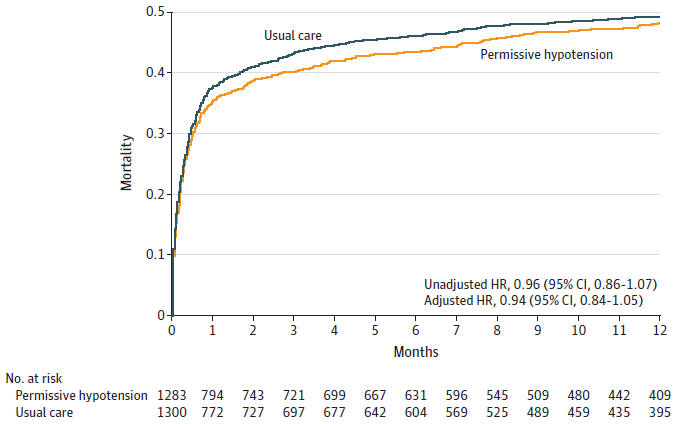 0.5
Usual care
Permissive hypotension
0.4
0.3
Mortality
0.2
0.1
Unadjusted HR, 0.96 (95% CI, 0.86-1.07)
Adjusted HR, 0.94 (95% CI, 0.84-1.05)
0
0 1 2 3 4 5 6 7 8 9 10 11 12
Months
No. at risk
Permissive hypotension 1283 794 743 721 699 667 631 596 545 509 480 442 409
Usual care 1300 772 727 697 677 642 604 569 525 489 459 435 395